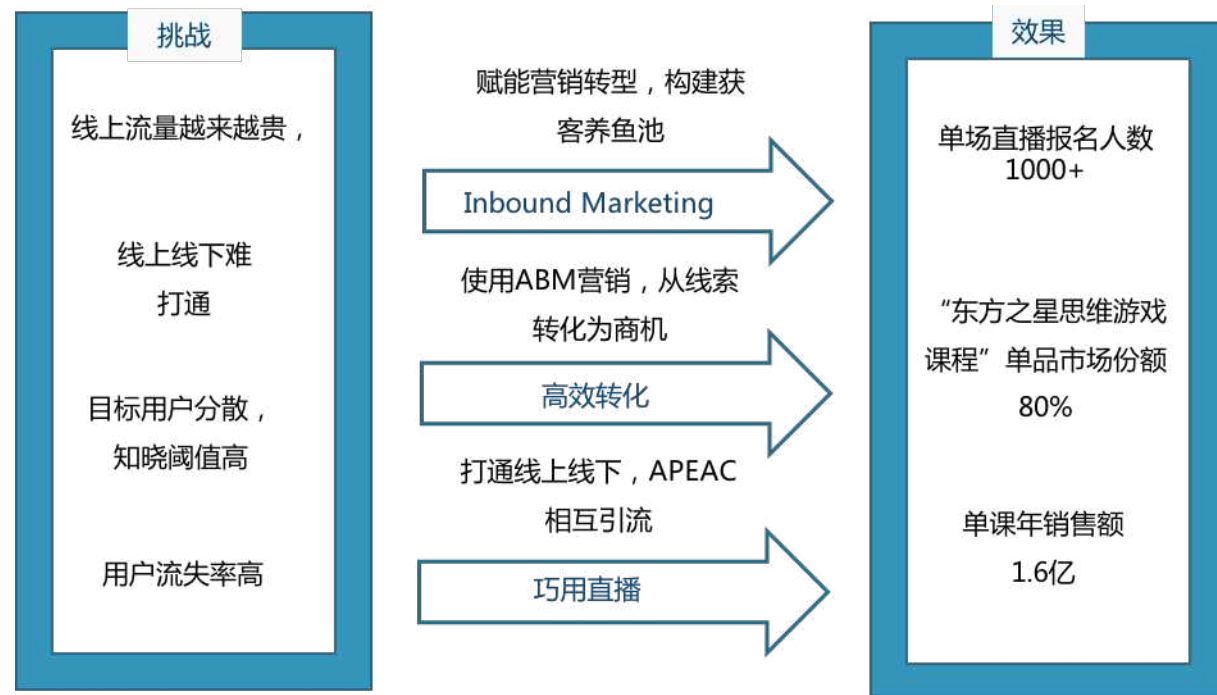 挑战
线上流量越来越贵，
线上线下难
打通
目标用户分散，
知晓阈值高
用户流失率高
赋能营销转型，构建获
客养鱼池
Inbound Marketing
使用ABM营销，从线索
转化为商机
高效转化
打通线上线下，APEAC
相互引流
巧用直播
效果
单场直播报名人数
1000+
“东方之星思维游戏
课程”单品市场份额
80%
单课年销售额
1.6亿